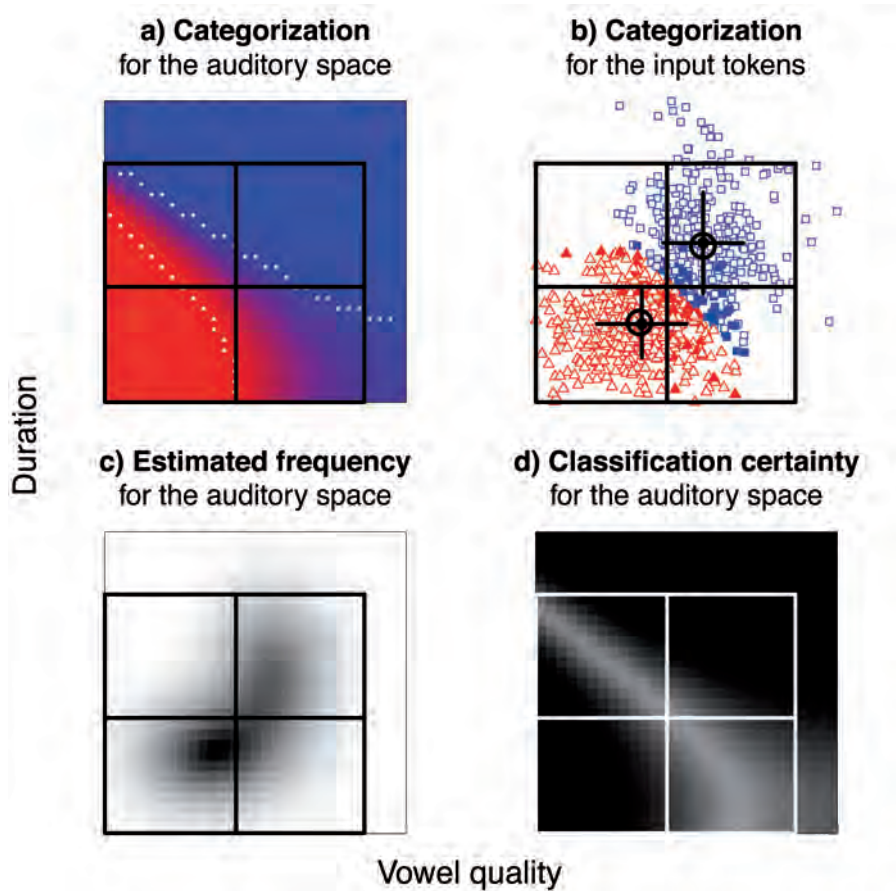 a) Categorization
for the auditory space
b) Categorization
for the input tokens
Duration
c) Estimated frequency
for the auditory space
d) Classification certainty
for the auditory space
Vowel quality